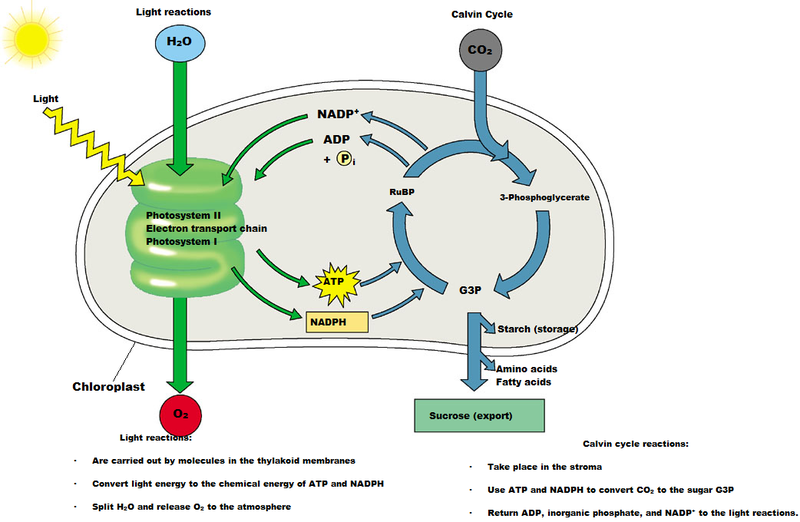 Light reactions
Calvin Cycle
H₂O
CO₂
Light
NADP⁺
ADP
+ Pi
RuBP
3-Phosphoglycerate
Photosystem II
Electron transport chain
Photosystem I
ATP
G3P
NADPH
Starch (storage)
Amino acids
Fatty acids
Chloroplast
O₂
Sucrose (export)
Light reactions:
· Are carried out by molecules in the thylakoid membranes
· Convert light energy to the chemical energy of ATP and NADPH
· Split H₂O and release O₂ to the atmosphere
Calvin cycle reactions:
· Take place in the stroma
· Use ATP and NADPH to convert CO₂ to the sugar G3P
· Return ADP, inorganic phosphate, and NADP⁺ to the light reactions.